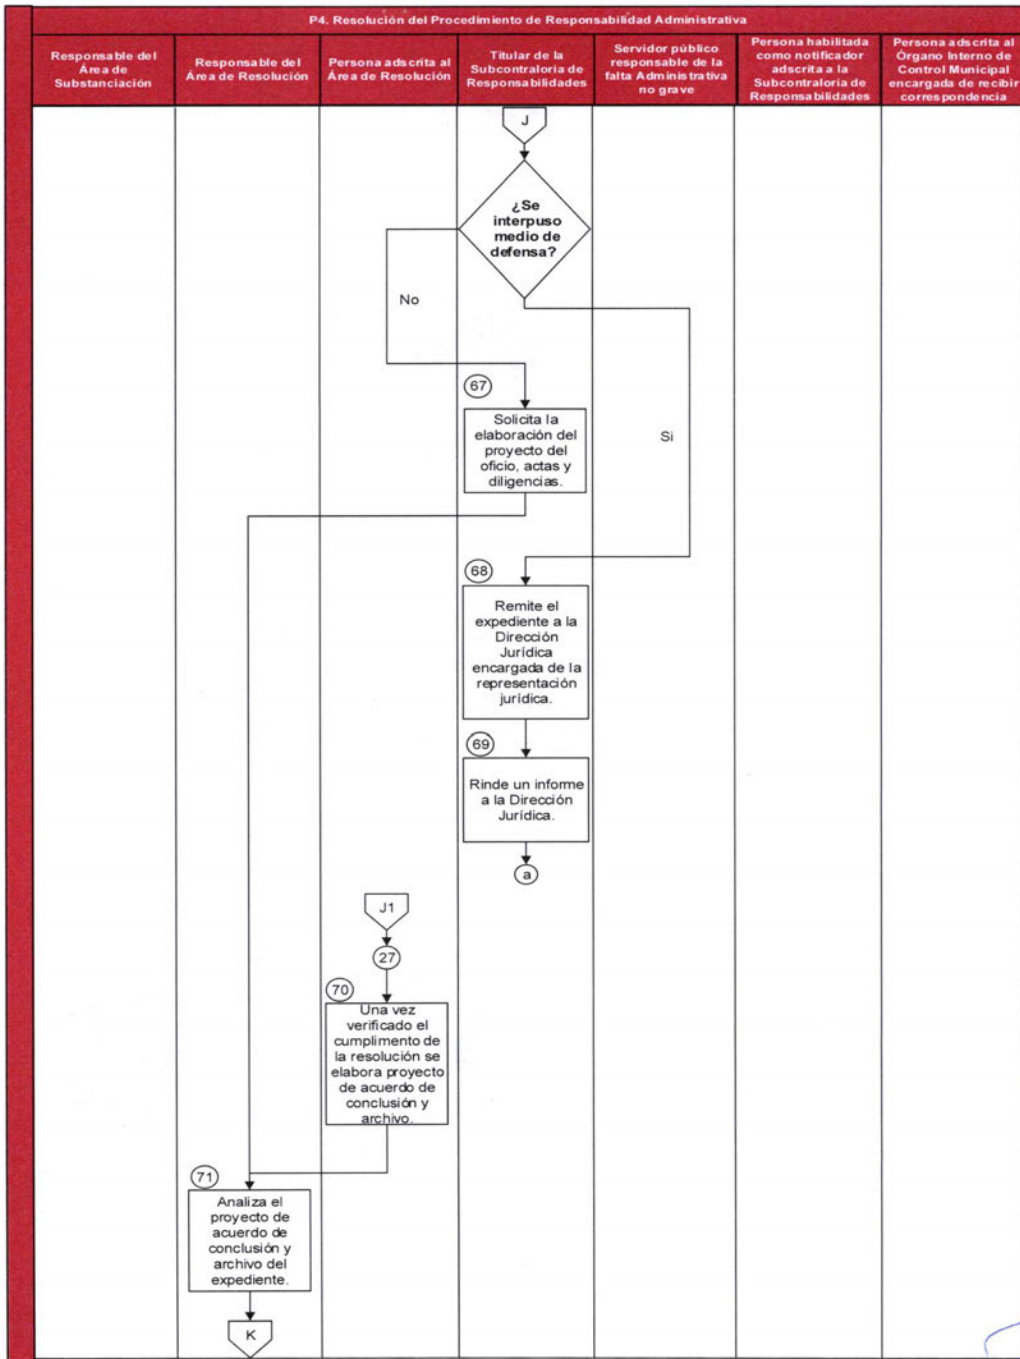 P4. Resolución del Procedimiento de Responsabilidad Administrativa
Responsable del
Área de
Substanciación
Responsable del
Área de Resolución
Persona adscrita al
Área de Resolución
Titular de la
Subcontraloría de
Responsabilidades
Servidor público
responsable de la
falta Administrativa
no grave
Persona habilitada
como notificador
adscrita a la
Subcontraloría de
Responsabilidades
Persona adscrita al
Órgano Interno de
Control Municipal
encargada de recibir
correspondencia
J
¿Se
interpuso
medio de
defensa?
No
Si
67
Solicita la
elaboración del
proyecto del
oficio, actas y
diligencias.
68
Remite el
expediente a la
Dirección
Jurídica
encargada de la
representación
jurídica.
69
Rinde un informe
a la Dirección
Jurídica.
a
J1
27
70
Una vez
verificado el
cumplimento de
la resolución se
elabora proyecto
de acuerdo de
conclusión y
archivo.
71
Analiza el
proyecto de
acuerdo de
conclusión y
archivo del
expediente.
K